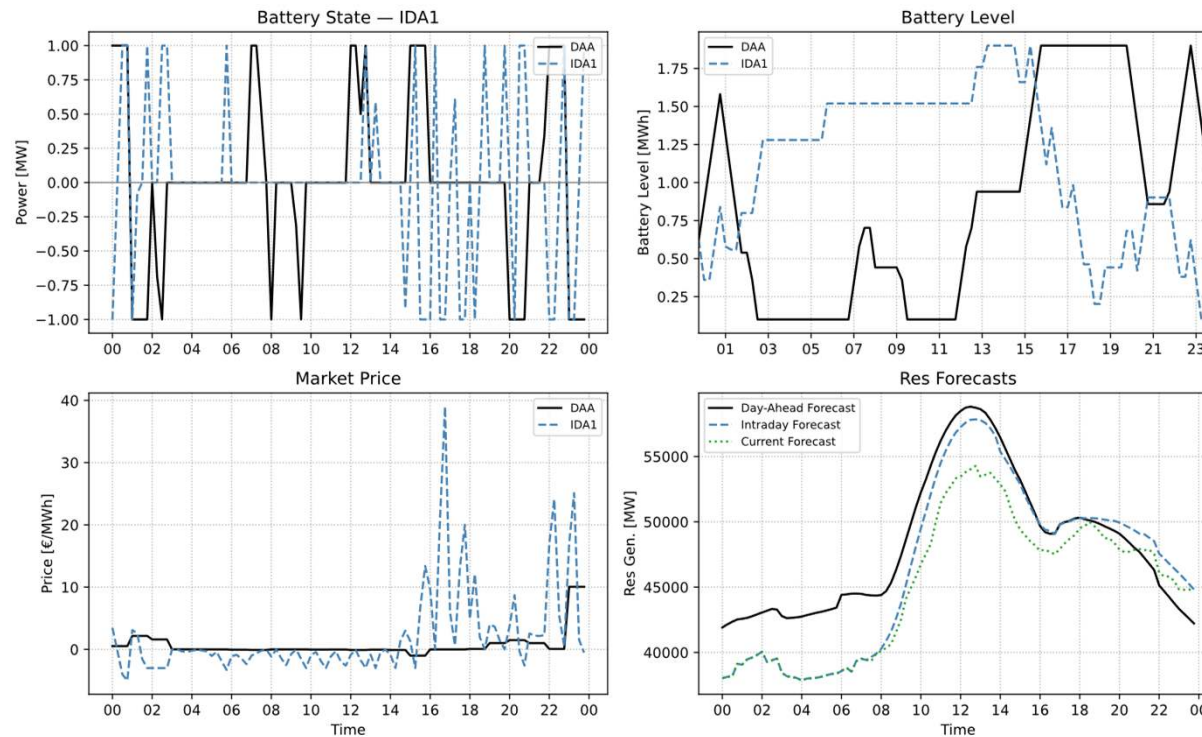 Battery State — IDA1
1.00
0.75
0.50
0.25
0.00
−0.25
−0.50
−0.75
−1.00
Power [MW]
DAA
IDA1
00 02 04 06 08 10 12 14 16 18 20 22 00
Battery Level
1.75
1.50
1.25
1.00
0.75
0.50
0.25
Battery Level [MWh]
DAA
IDA1
01 03 05 07 09 11 13 15 17 19 21 23
Market Price
40
30
20
10
0
Price [€/MWh]
DAA
IDA1
00 02 04 06 08 10 12 14 16 18 20 22 00
Time
Res Forecasts
55000
50000
45000
40000
Res Gen. [MW]
Day-Ahead Forecast
Intraday Forecast
Current Forecast
00 02 04 06 08 10 12 14 16 18 20 22 00
Time